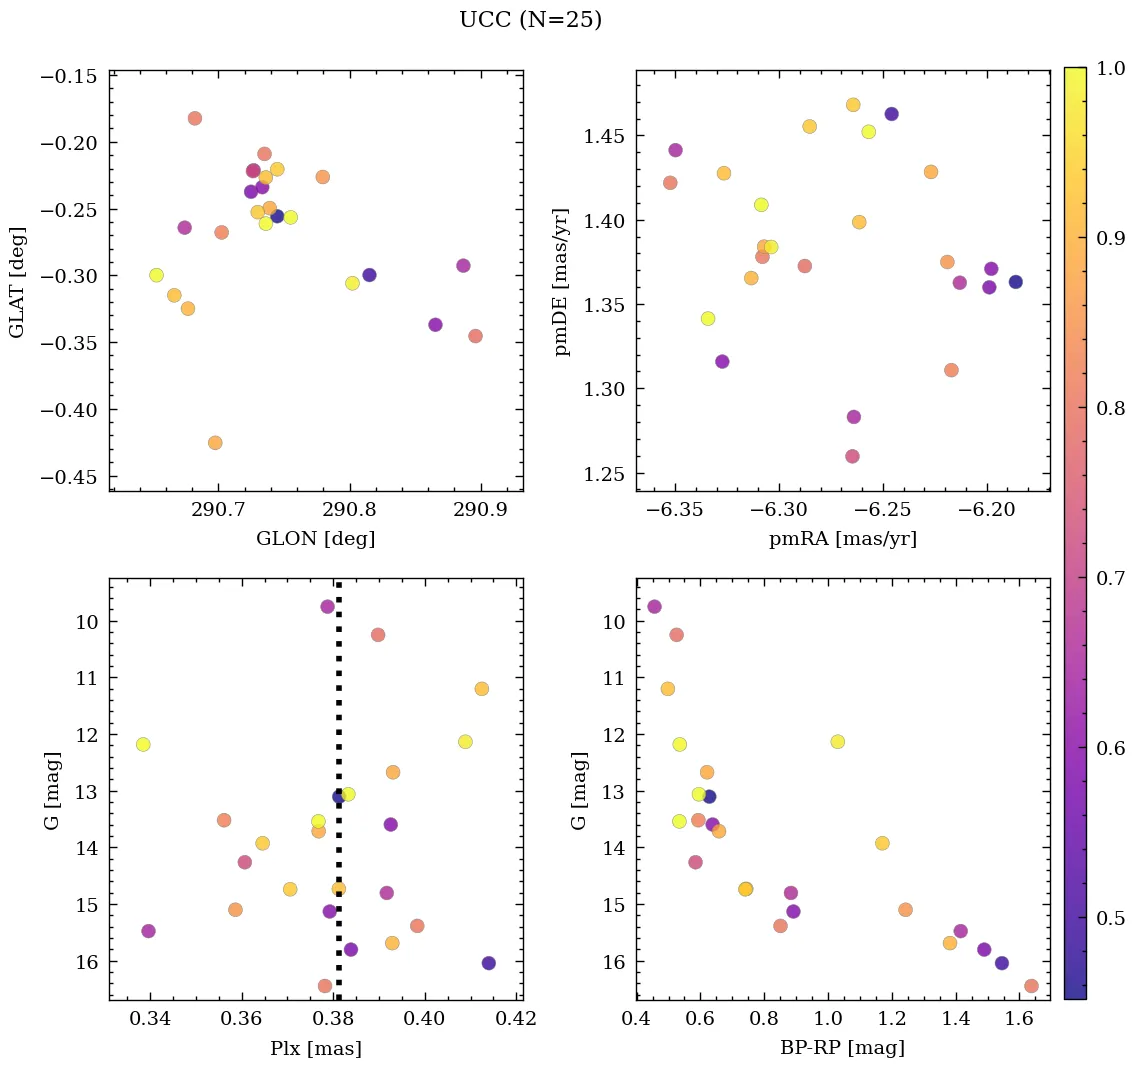 UCC (N=25)
−0.15
−0.20
−0.25
−0.30
−0.35
−0.40
−0.45
GLAT [deg]
290.7 290.8 290.9
GLON [deg]
1.45
1.40
1.35
1.30
1.25
pmDE [mas/yr]
−6.35 −6.30 −6.25 −6.20
pmRA [mas/yr]
10
11
12
13
14
15
16
G [mag]
0.34 0.36 0.38 0.40 0.42
Plx [mas]
10
11
12
13
14
15
16
G [mag]
0.4 0.6 0.8 1.0 1.2 1.4 1.6
BP-RP [mag]
1.0
0.9
0.8
0.7
0.6
0.5